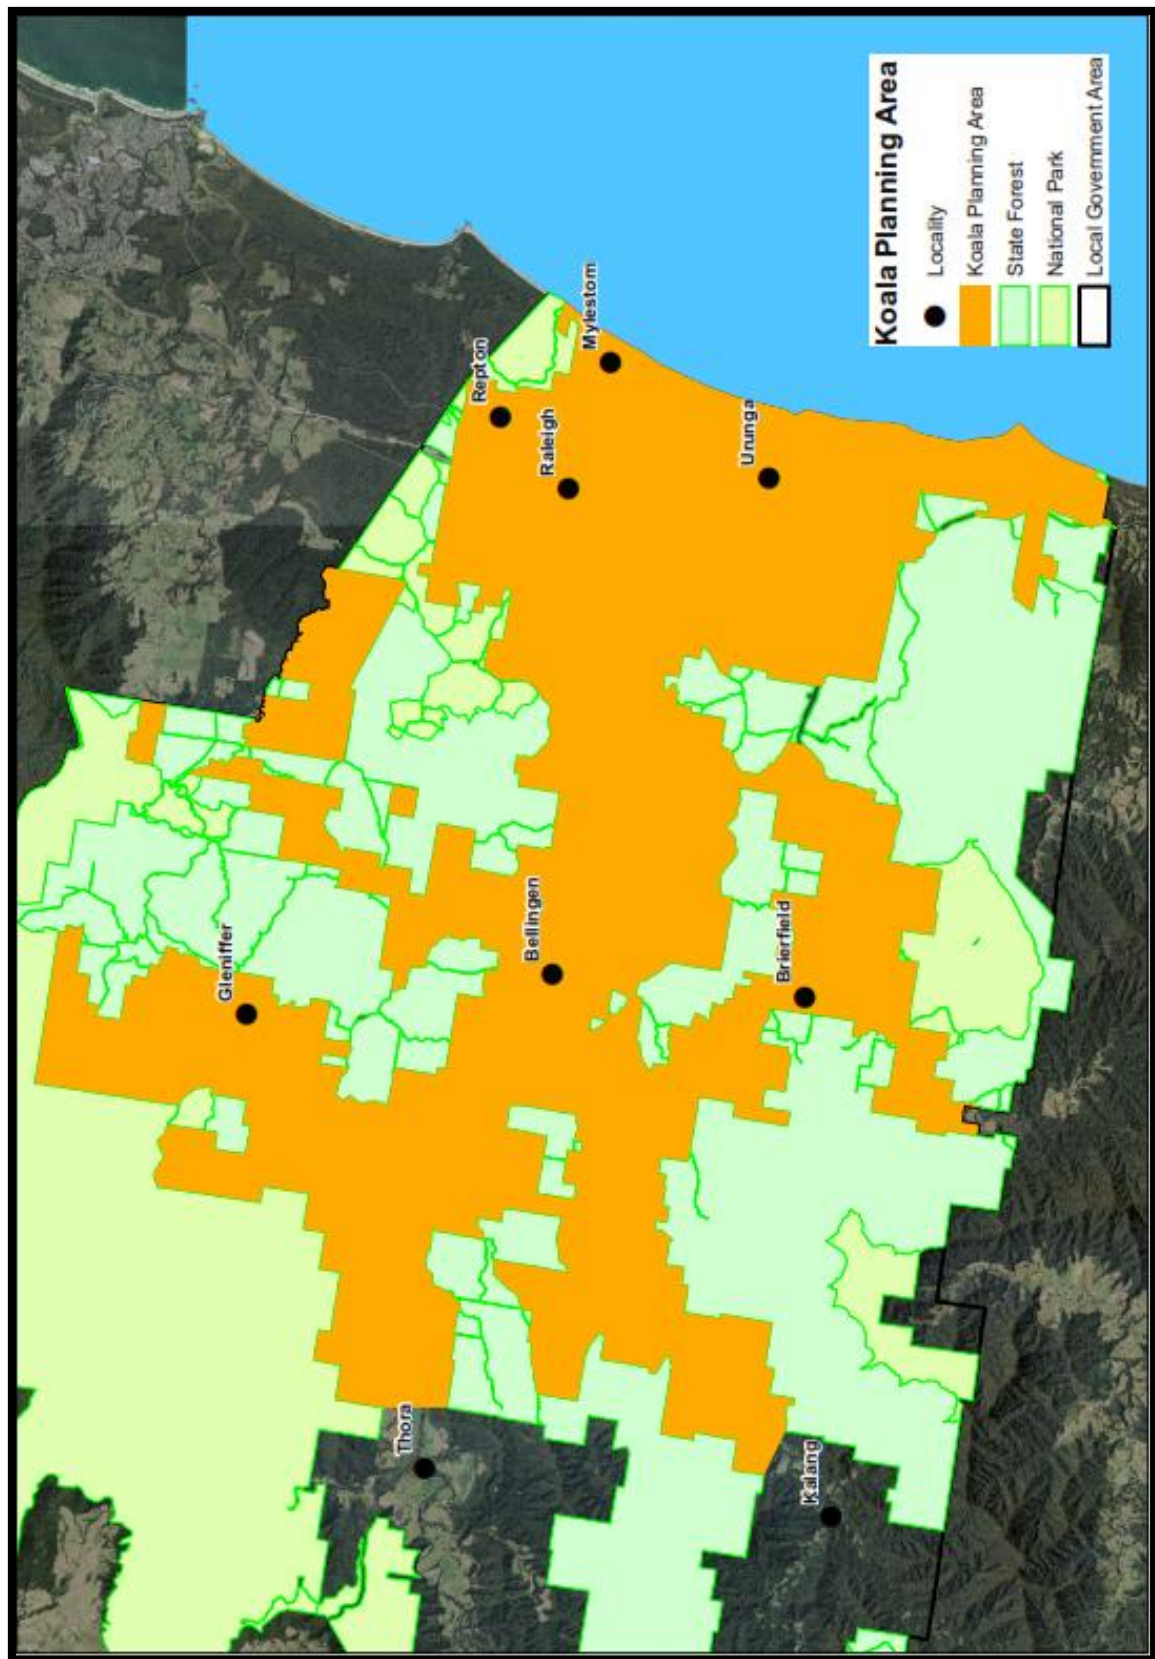 Koala Planning Area
Locality
Koala Planning Area
State Forest
National Park
Local Government Area
Repton
Mylestom
Raleigh
Urunga
Gleniffer
Bellingen
Brierfield
Thora
Kalang